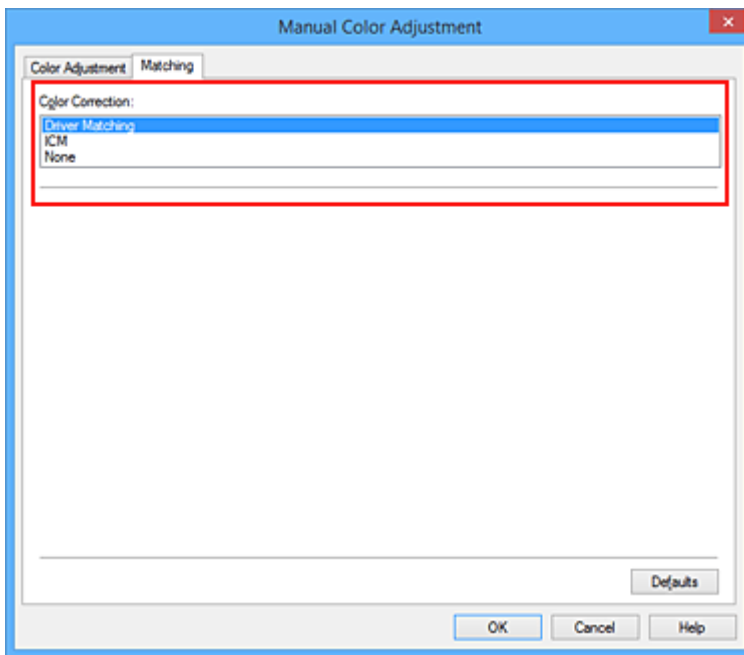 Manual Color Adjustment
Color Adjustment Matching
Color Correction:
Driver Matching
ICM
None
Defaults
OK Cancel Help